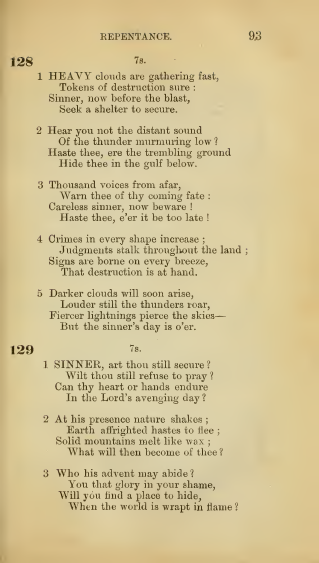 REPENTANCE. 93
128 7s.
1 HEAVY clouds are gathering fast,
Tokens of destruction sure :
Sinner, now before the blast,
Seek a shelter to secure.
2 Hear you not the distant sound
Of the thunder murmuring low ?
Haste thee, ere the trembling ground
Hide thee in the gulf below.
3 Thousand voices from afar,
Warn thee of thy coming fate :
Careless sinner, now beware !
Haste thee, e'er it be too late !
4 Crimes in every shape increase ;
Judgments stalk throughout the land ;
Signs are borne on every breeze,
That destruction is at hand.
5 Darker clouds will soon arise,
Louder still the thunders roar,
Fiercer lightnings pierce the skies—
But the sinner's day is o'er.
129 7s.
1 SINNER, art thou still secure ?
Wilt thou still refuse to pray ?
Can thy heart or hands endure
In the Lord's avenging day ?
2 At his presence nature shakes ;
Earth affrighted hastes to flee ;
Solid mountains melt like wax ;
What will then become of thee ?
3 Who his advent may abide ?
You that glory in your shame,
Will you find a place to hide,
When the world is wrapt in flame ?